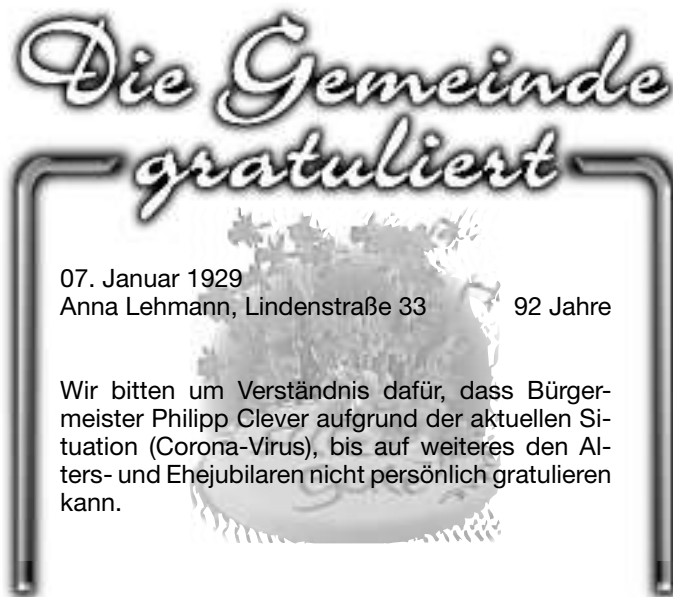 Die Gemeinde
gratuliert
07. Januar 1929
Anna Lehmann, Lindenstraße 33 92 Jahre
Wir bitten um Verständnis dafür, dass Bürger-
meister Philipp Clever aufgrund der aktuellen Si-
tuation (Corona-Virus), bis auf weiteres den Al-
ters- und Ehejubilaren nicht persönlich gratulieren
kann.